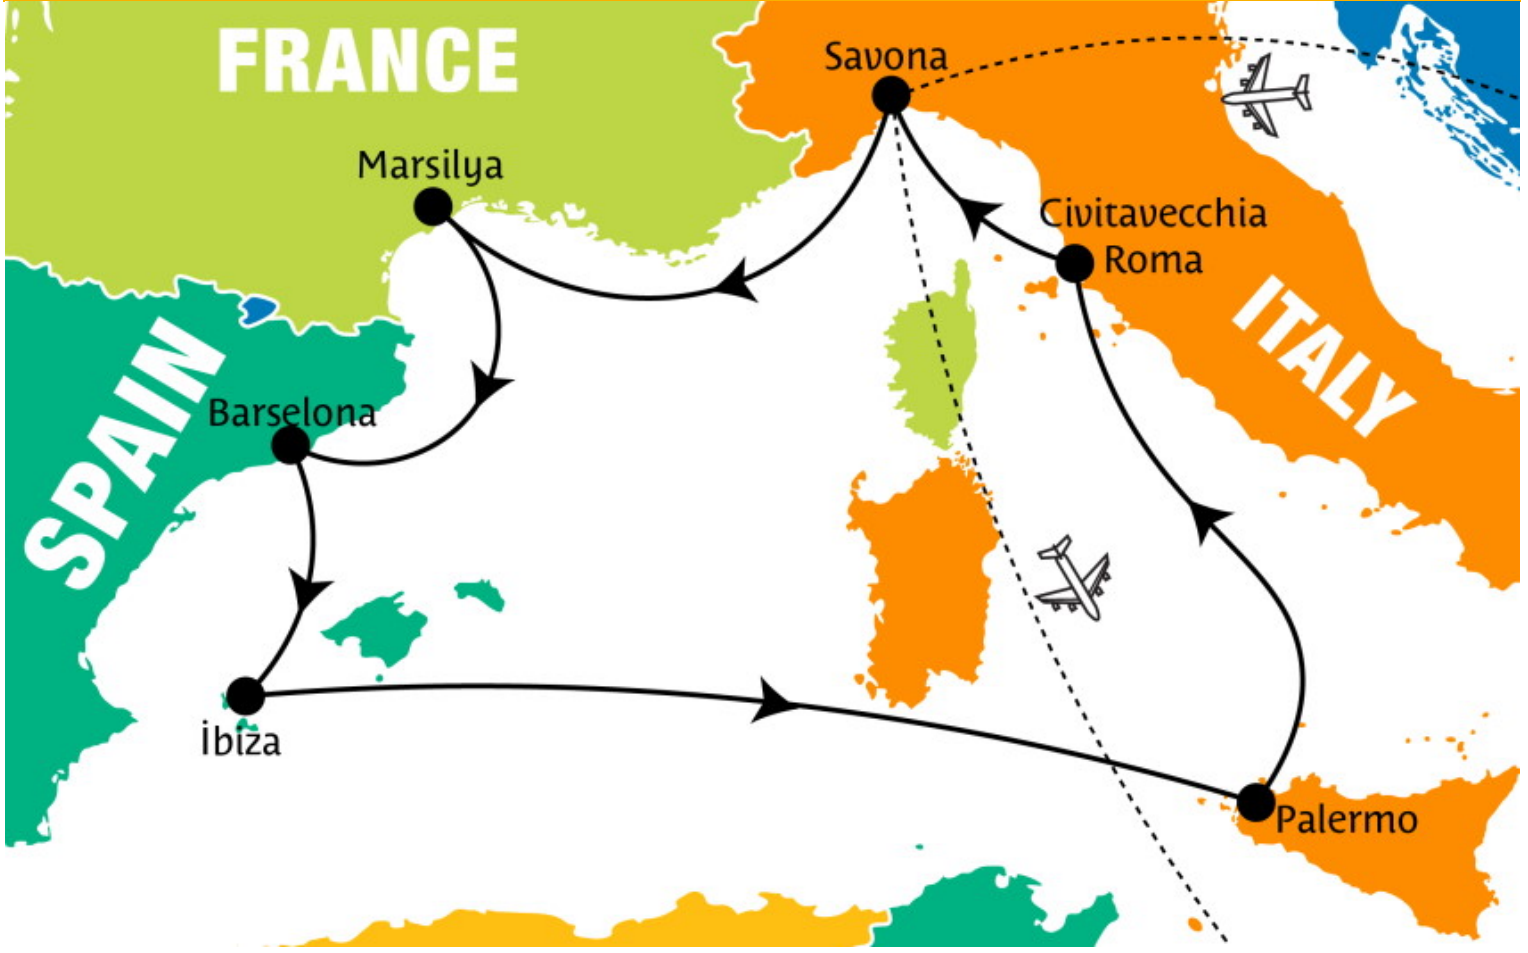 FRANCE
Savona
Marsilya
Civitavecchia
Roma
ITALY
SPAIN
Barselona
İbiza
Palermo